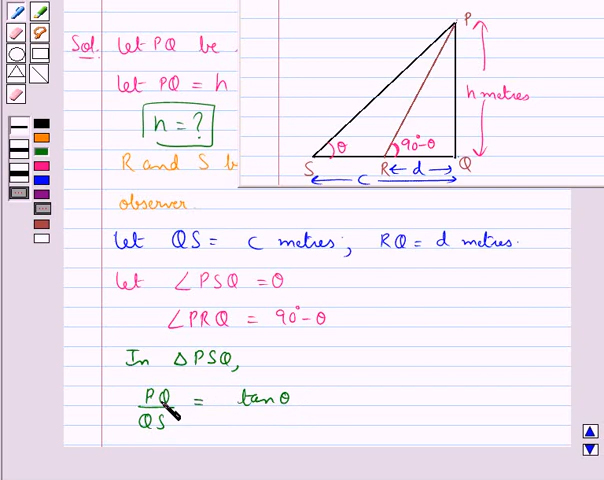 Sol. Let PQ be
Let PQ = h
h = ?
R and S b
observer.
Let QS = c metres; RQ = d metres.
Let ∠PSQ = θ
∠PRQ = 90° - θ
In ΔPSQ,
PQ/QS = tanθ
P
h metres
θ
90°-θ
S
R
d
Q
c